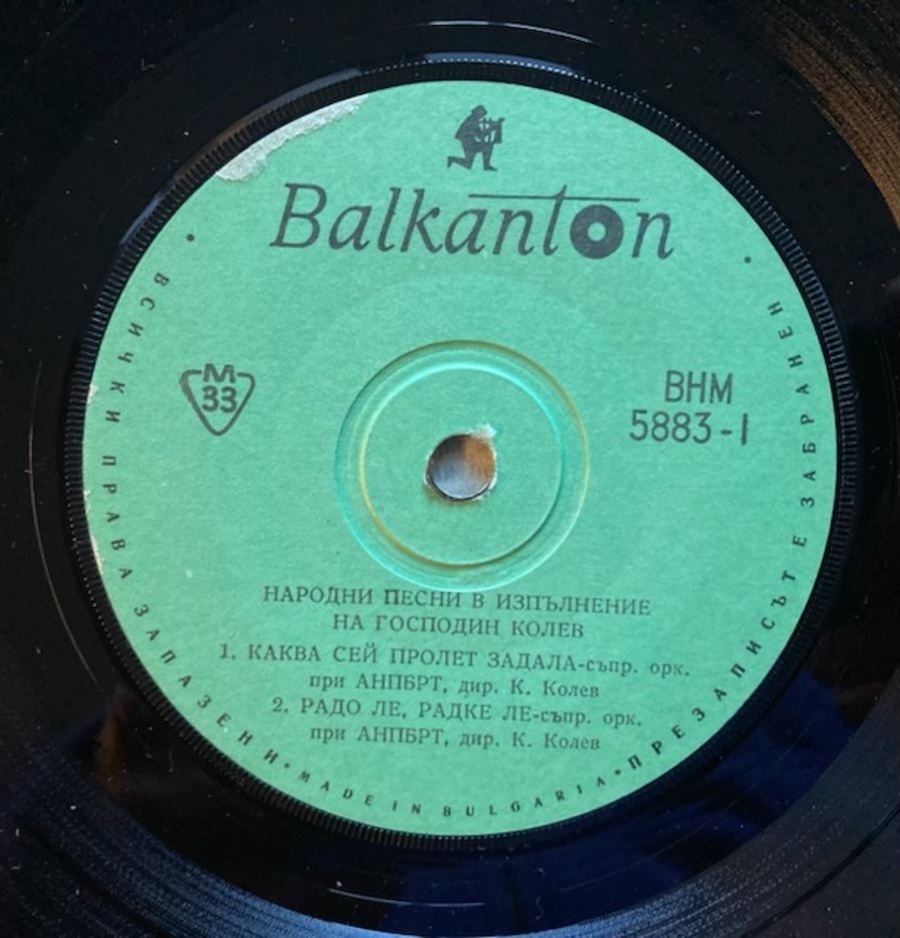 Balkanton
M
33
ВНМ
5883-1
НАРОДНИ ПЕСНИ В ИЗПЪЛНЕНИЕ
НА ГОСПОДИН КОЛЕВ
1. КАКВА СЕЙ ПРОЛЕТ ЗАДАЛА-съпр. орк.
при АНПБРТ, дир. К. Колев
2. РАДО ЛЕ, РАДКЕ ЛЕ-съпр. орк.
при АНПБРТ, дир. К. Колев
• ВСИЧКИ ПРАВА ЗАПАЗЕНИ • MADE IN BULGARIA • ПРЕЗАПИСЪТ Е ЗАБРАНЕН •